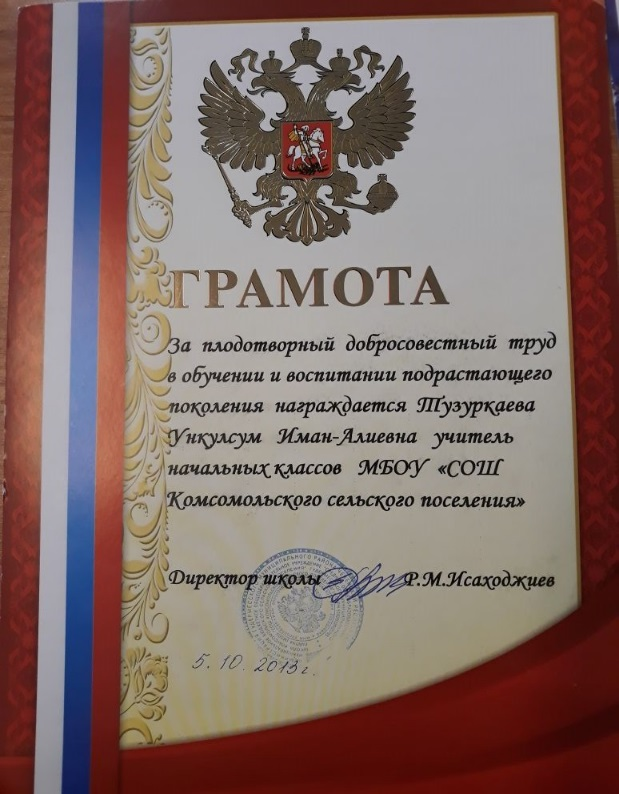 ГРАМОТА
За плодотворный добросовестный труд
в обучении и воспитании подрастающего
поколения награждается Тузуркаева
Ункулсум Иман-Алиевна учитель
начальных классов МБОУ «СОШ
Комсомольского сельского поселения»
Директор школы Р.М.Исаходжиев
5.10.2013г.